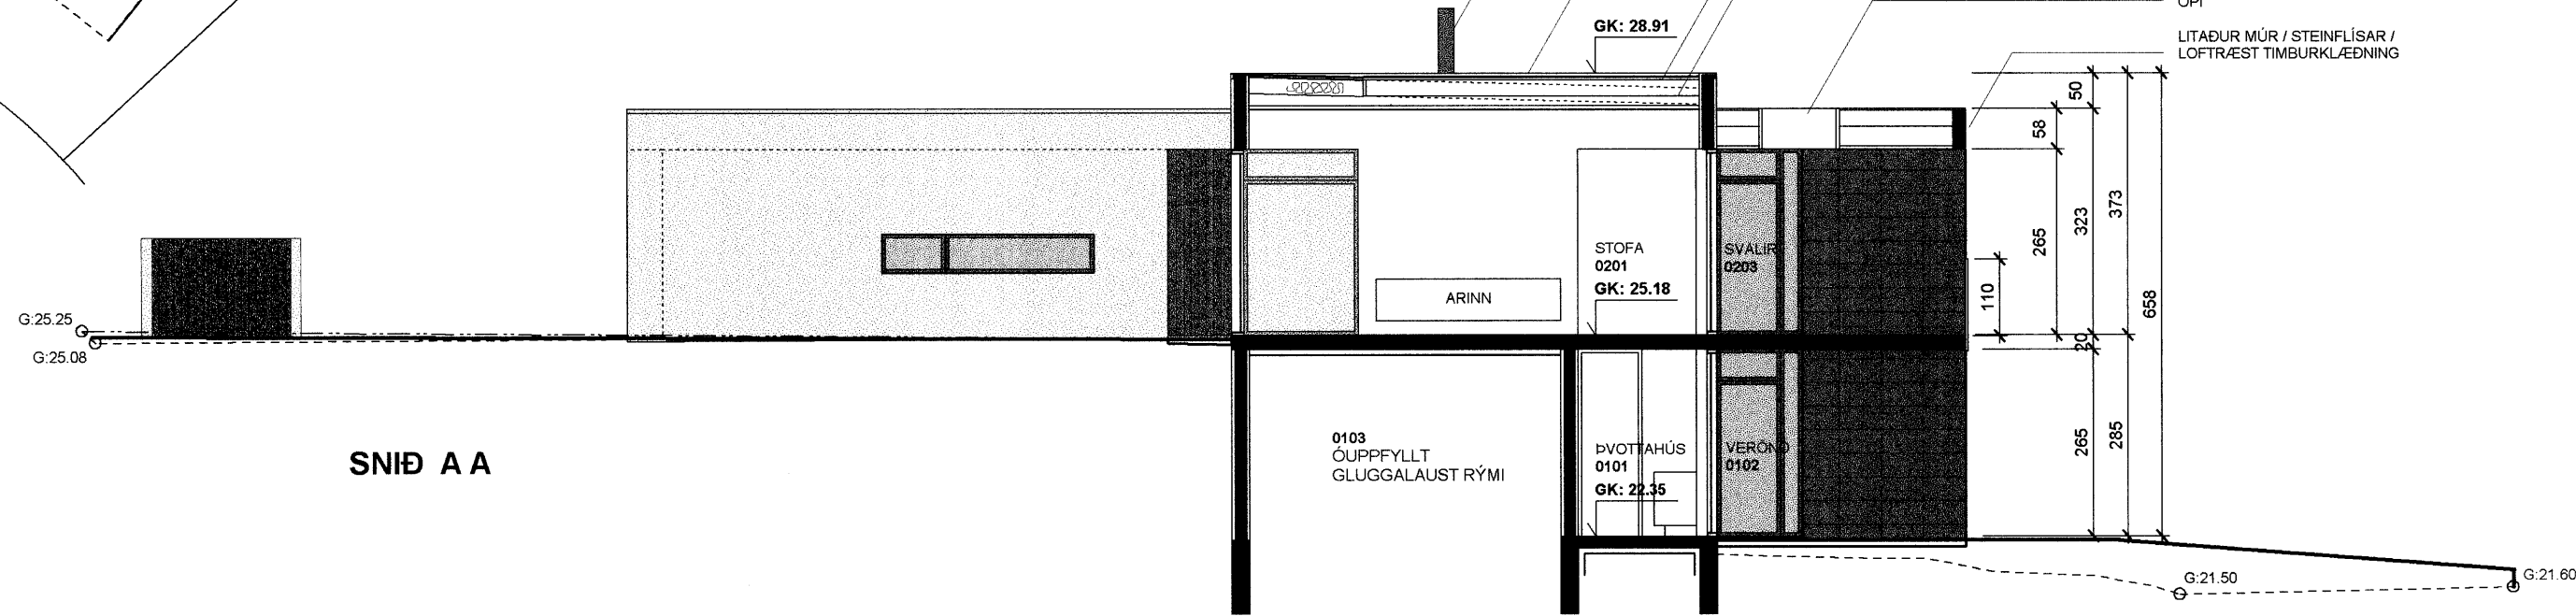 OPI
LITAÐUR MÚR / STEINFLÍSAR /
LOFTRÆST TIMBURKLÆÐNING
GK: 28.91
50
58
265
323
373
658
110
20
265
285
STOFA
0201
GK: 25.18
SVALIR
0203
ARINN
G:25.25
G:25.08
SNIÐ A A
0103
ÓUPPFYLLT
GLUGGALAUST RÝMI
ÞVOTTAHÚS
0101
GK: 22.35
VERÖND
0102
G:21.50
G:21.60